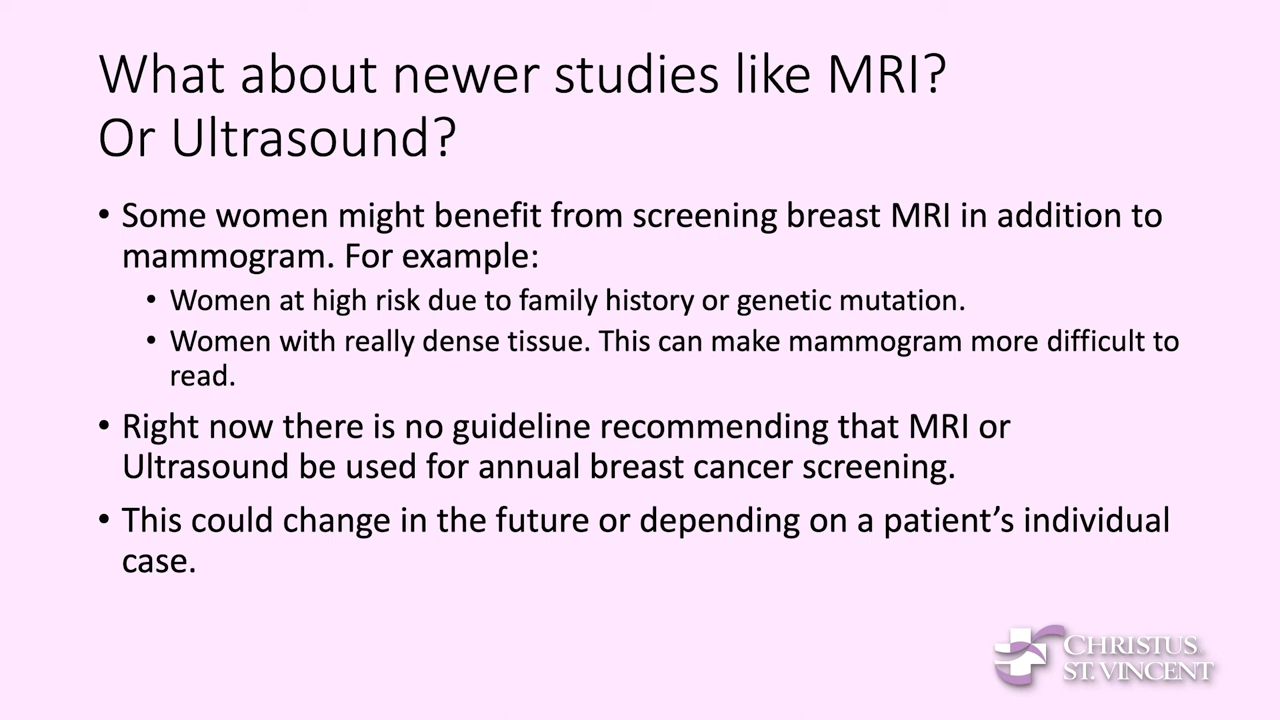 What about newer studies like MRI?
Or Ultrasound?
• Some women might benefit from screening breast MRI in addition to
mammogram. For example:
• Women at high risk due to family history or genetic mutation.
• Women with really dense tissue. This can make mammogram more difficult to
read.
• Right now there is no guideline recommending that MRI or
Ultrasound be used for annual breast cancer screening.
• This could change in the future or depending on a patient’s individual
case.
CHRISTUS
ST. VINCENT